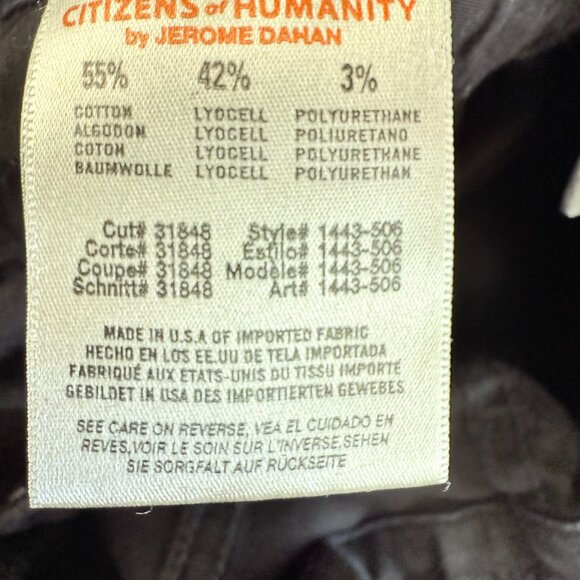 CITIZENS of HUMANITY
by JEROME DAHAN
55% 42% 3%
COTTON LYOCELL POLYURETHANE
ALGODON LYOCELL POLIURETANO
COTON LYOCELL POLYURETHANE
BAUMWOLLE LYOCELL POLYURETHAN
Cut# 31848 Style# 1443-506
Corte# 31848 Estilo# 1443-506
Coupe# 31848 Modèle# 1443-506
Schnitt# 31848 Art# 1443-506
MADE IN U.S.A OF IMPORTED FABRIC
HECHO EN LOS EE.UU DE TELA IMPORTADA
FABRIQUÉ AUX ETATS-UNIS DU TISSU IMPORTÉ
GEBILDET IN USA DES IMPORTIERTEN GEWEBES
SEE CARE ON REVERSE, VEA EL CUIDADO EN
REVES,VOIR LE SOIN SUR L'INVERSE,SEHEN
SIE SORGFALT AUF RÜCKSEITE